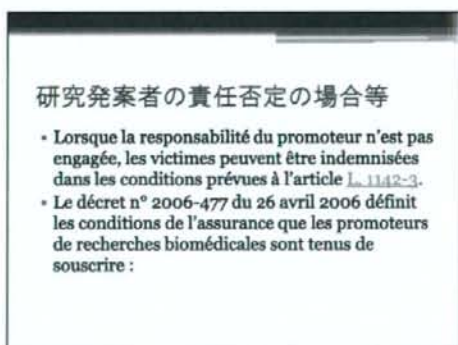 研究発案者の責任否定の場合等
▪ Lorsque la responsabilité du promoteur n'est pas
engagée, les victimes peuvent être indemnisées
dans les conditions prévues à l'article L. 1142-3.
▪ Le décret n° 2006-477 du 26 avril 2006 définit
les conditions de l'assurance que les promoteurs
de recherches biomédicales sont tenus de
souscrire :